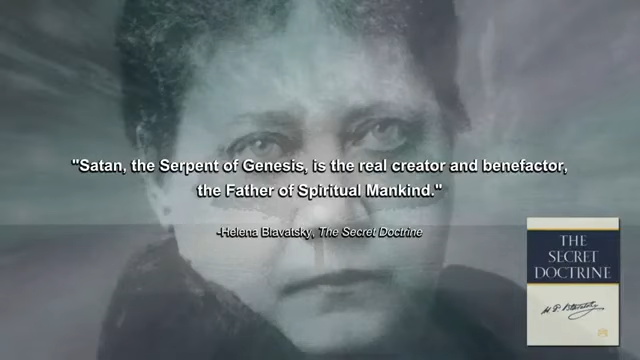 "Satan, the Serpent of Genesis, is the real creator and benefactor,
the Father of Spiritual Mankind."
-Helena Blavatsky, The Secret Doctrine
THE
SECRET
DOCTRINE
H. P. Blavatsky